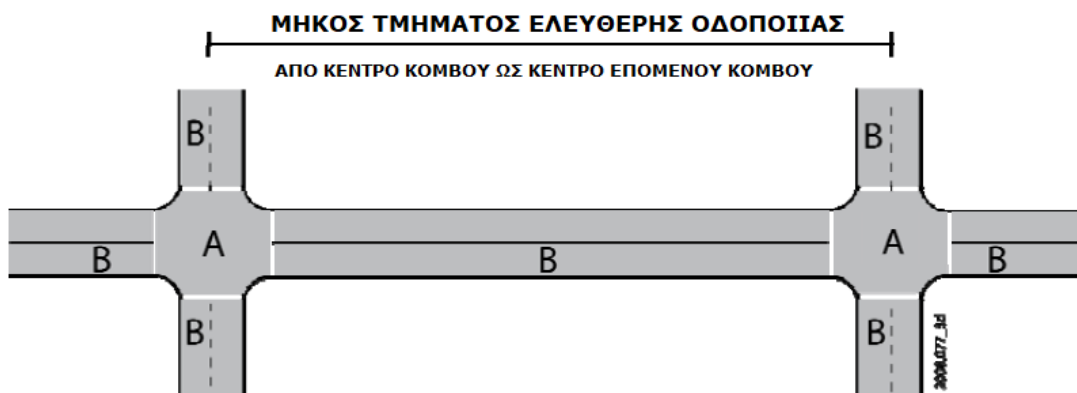 ΜΗΚΟΣ ΤΜΗΜΑΤΟΣ ΕΛΕΥΘΕΡΗΣ ΟΔΟΠΟΙΙΑΣ
ΑΠΟ ΚΕΝΤΡΟ ΚΟΜΒΟΥ ΩΣ ΚΕΝΤΡΟ ΕΠΟΜΕΝΟΥ ΚΟΜΒΟΥ
B B
A A
B B B
B B